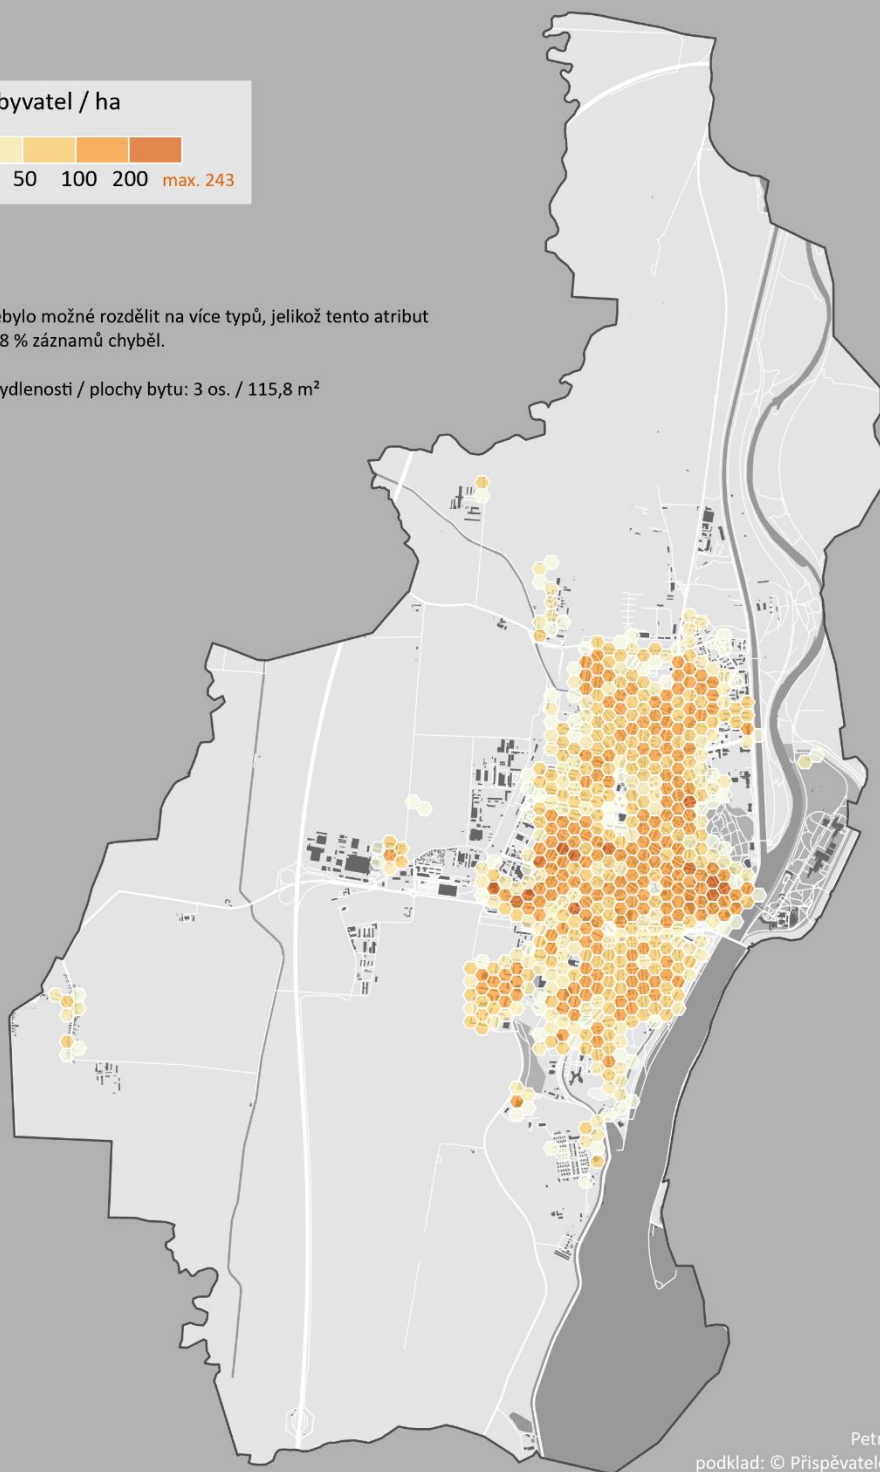 byvatel / ha
50 100 200 max. 243
ebylo možné rozdělit na více typů, jelikož tento atribut
8 % záznamů chyběl.
ydlenosti / plochy bytu: 3 os. / 115,8 m²
Petr
podklad: © Přispěvatel